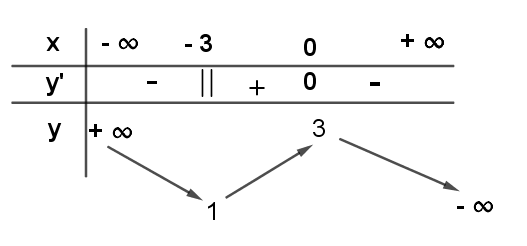 x - ∞ - 3 0 + ∞
y' - || + 0 -
y + ∞ 3
1
- ∞